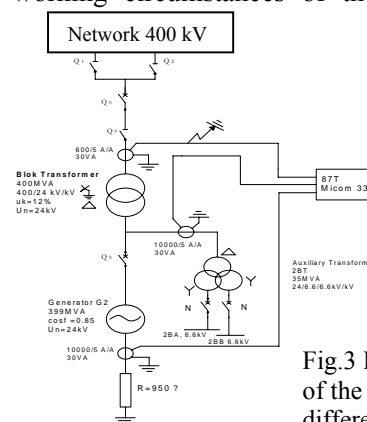 working circumstances of th
Network 400 kV
Q1
Q2
Q0
Q9
600/5 A/A
30VA
Blok Transformer
400MVA
400/24 kV/kV
uk=12%
Un=24kV
87T
Micom 33
10000/5 A/A
30VA
Q0
Auxiliary Transform
2BT
35MVA
24/6.6/6.6kV/kV
Y
Y
N
N
2BA, 6.6kV
2BB 6.6kV
Generator G2
399MVA
cosf =0.85
Un=24kV
10000/5 A/A
30VA
R=950 ?
Fig.3
of the
differe